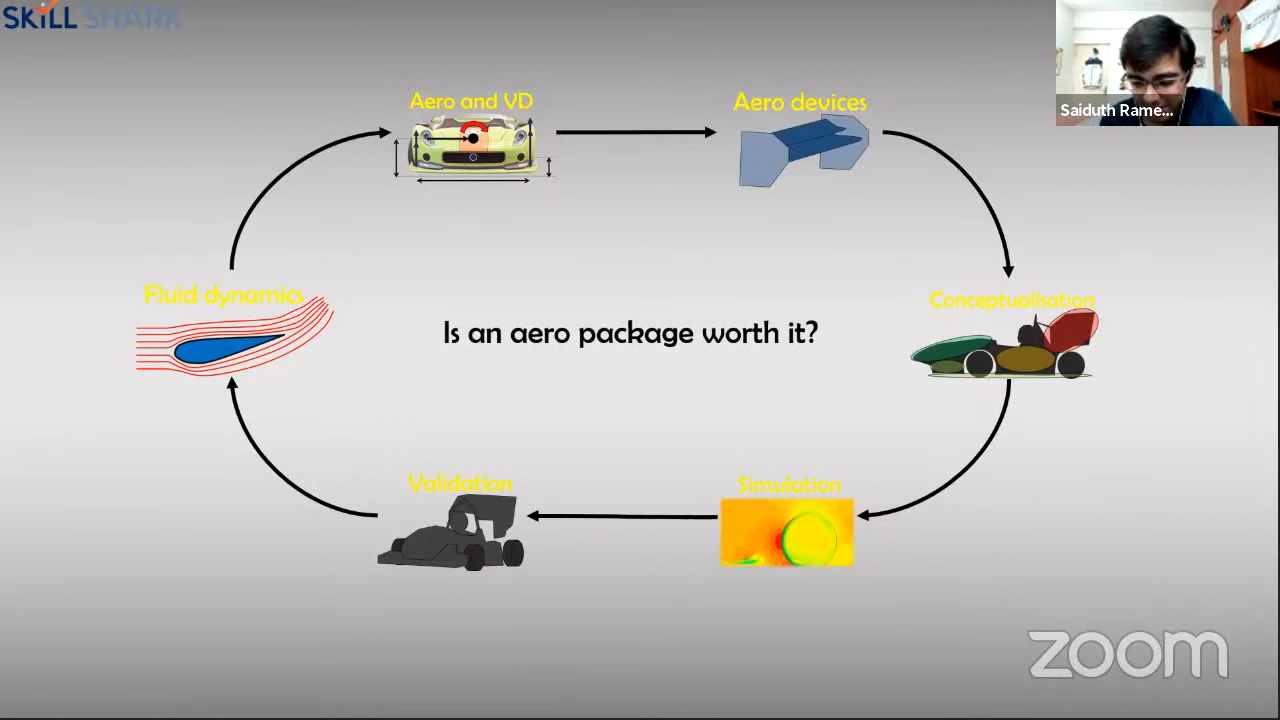 SKILL SHARK
Saiduth Rame...
Aero and VD
Aero devices
Fluid dynamics
Conceptualisation
Is an aero package worth it?
Validation
Simulation
zoom